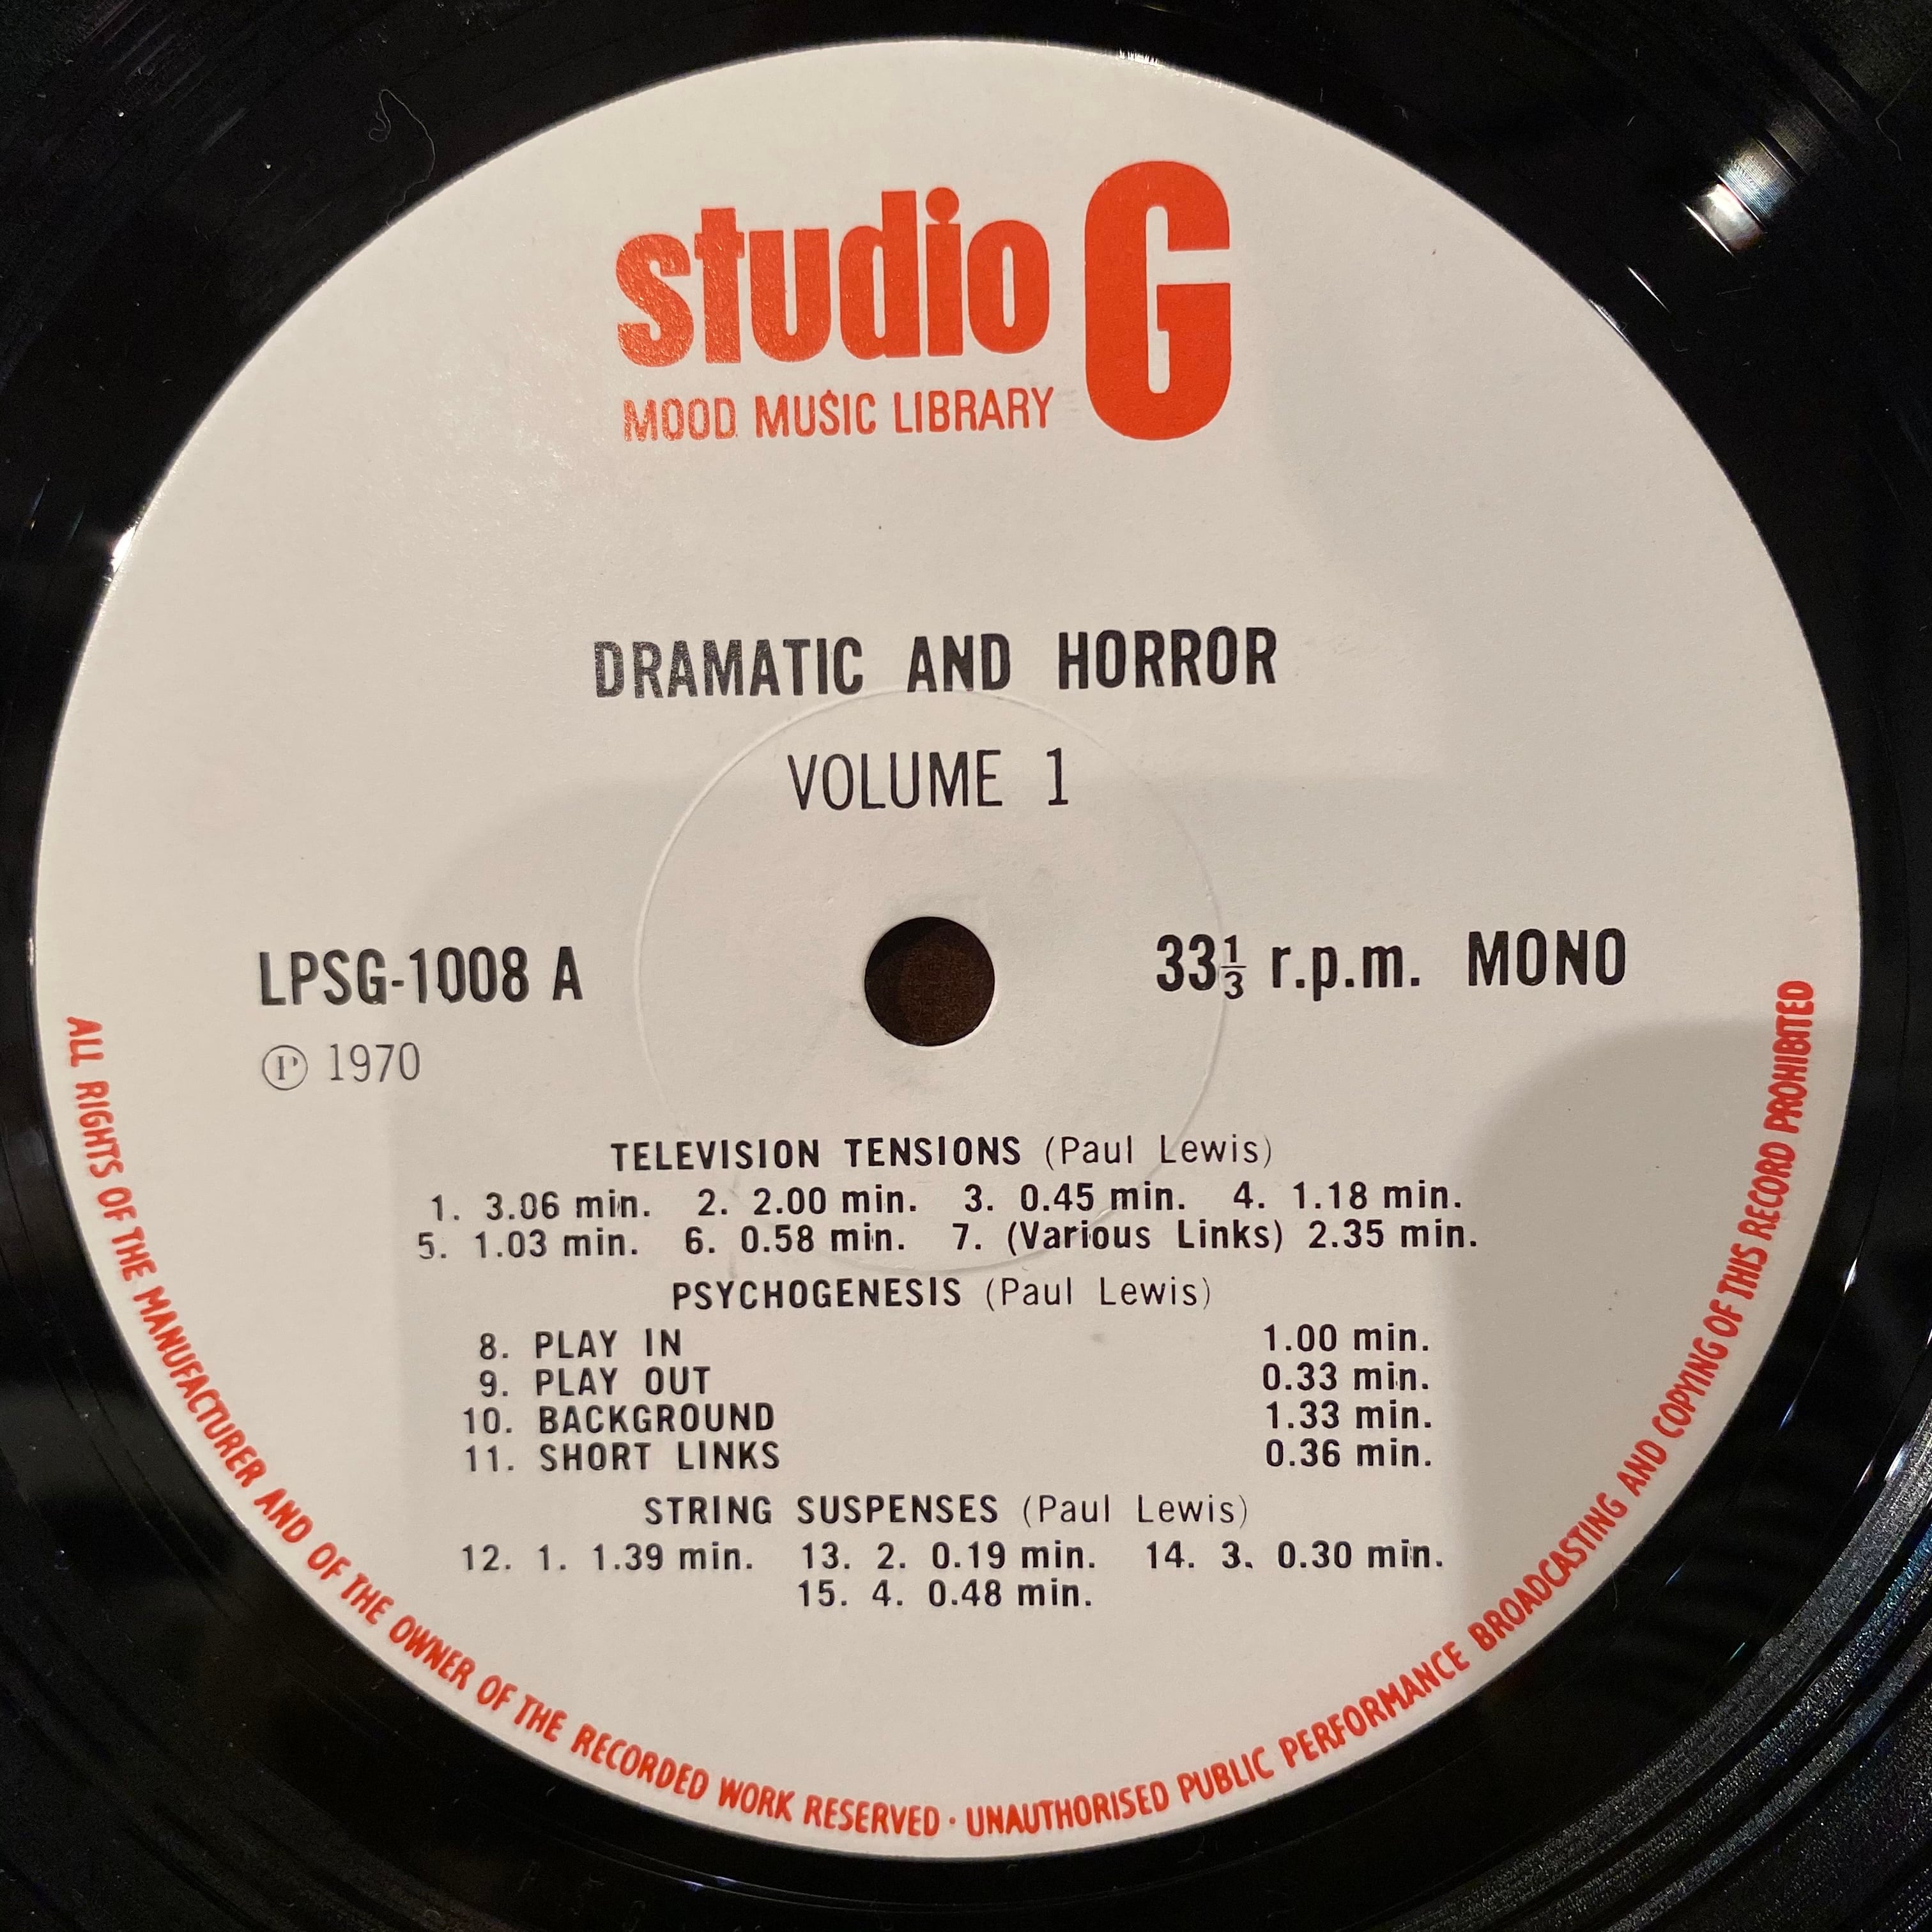 studio G
MOOD MUSIC LIBRARY
DRAMATIC AND HORROR
VOLUME 1
LPSG-1008 A
33⅓ r.p.m. MONO
℗ 1970
TELEVISION TENSIONS (Paul Lewis)
1. 3.06 min. 2. 2.00 min. 3. 0.45 min. 4. 1.18 min.
5. 1.03 min. 6. 0.58 min. 7. (Various Links) 2.35 min.
PSYCHOGENESIS (Paul Lewis)
8. PLAY IN 1.00 min.
9. PLAY OUT 0.33 min.
10. BACKGROUND 1.33 min.
11. SHORT LINKS 0.36 min.
STRING SUSPENSES (Paul Lewis)
12. 1. 1.39 min. 13. 2. 0.19 min. 14. 3. 0.30 min.
15. 4. 0.48 min.
ALL RIGHTS OF THE MANUFACTURER AND OF THE OWNER OF THE RECORDED WORK RESERVED · UNAUTHORISED PUBLIC PERFORMANCE BROADCASTING AND COPYING OF THIS RECORD PROHIBITED